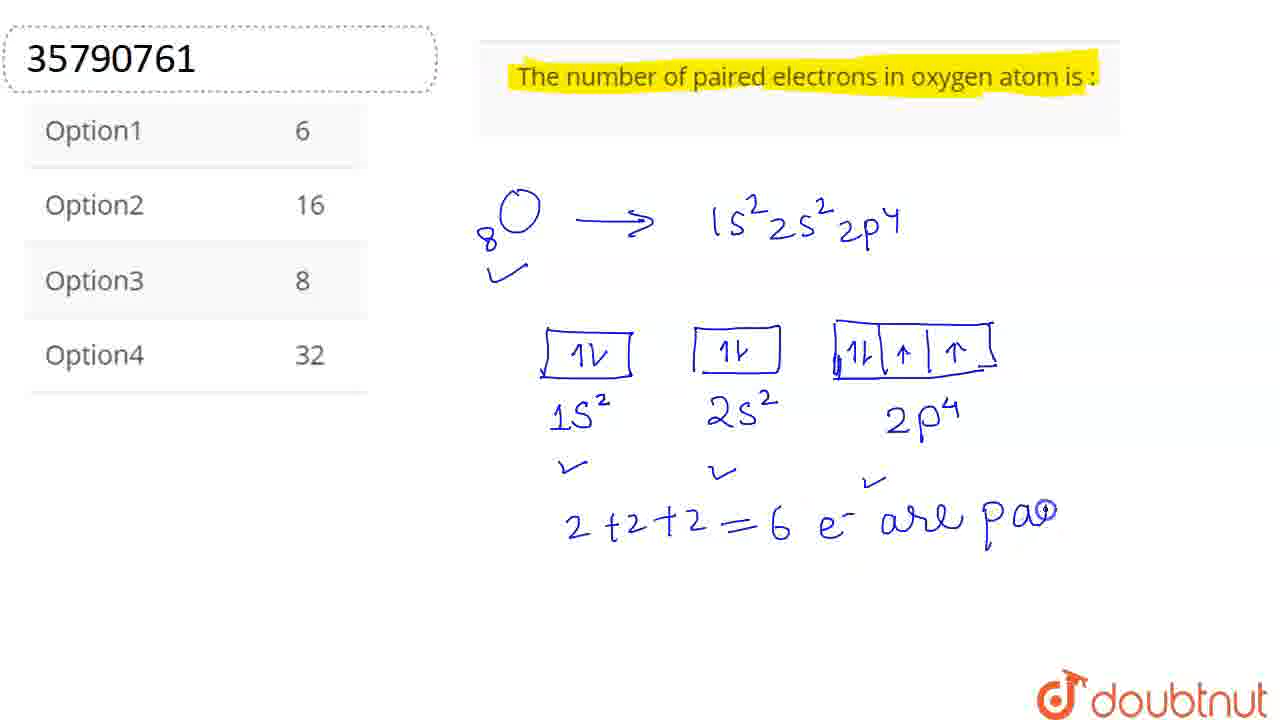 35790761
The number of paired electrons in oxygen atom is :
Option1 6
Option2 16
Option3 8
Option4 32
₈O → 1s² 2s² 2p⁴
↿⇂ ↿⇂ ↿⇂ ↑ ↑
1s² 2s² 2p⁴
2+2+2=6 e⁻ are pa
doubtnut